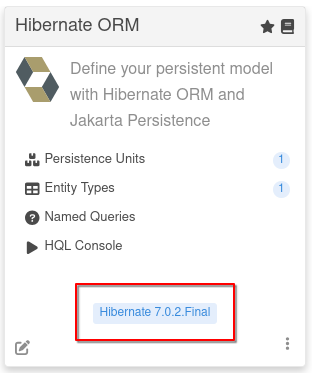 Hibernate ORM
Define your persistent model
with Hibernate ORM and
Jakarta Persistence
Persistence Units 1
Entity Types 1
Named Queries
HQL Console
Hibernate 7.0.2.Final